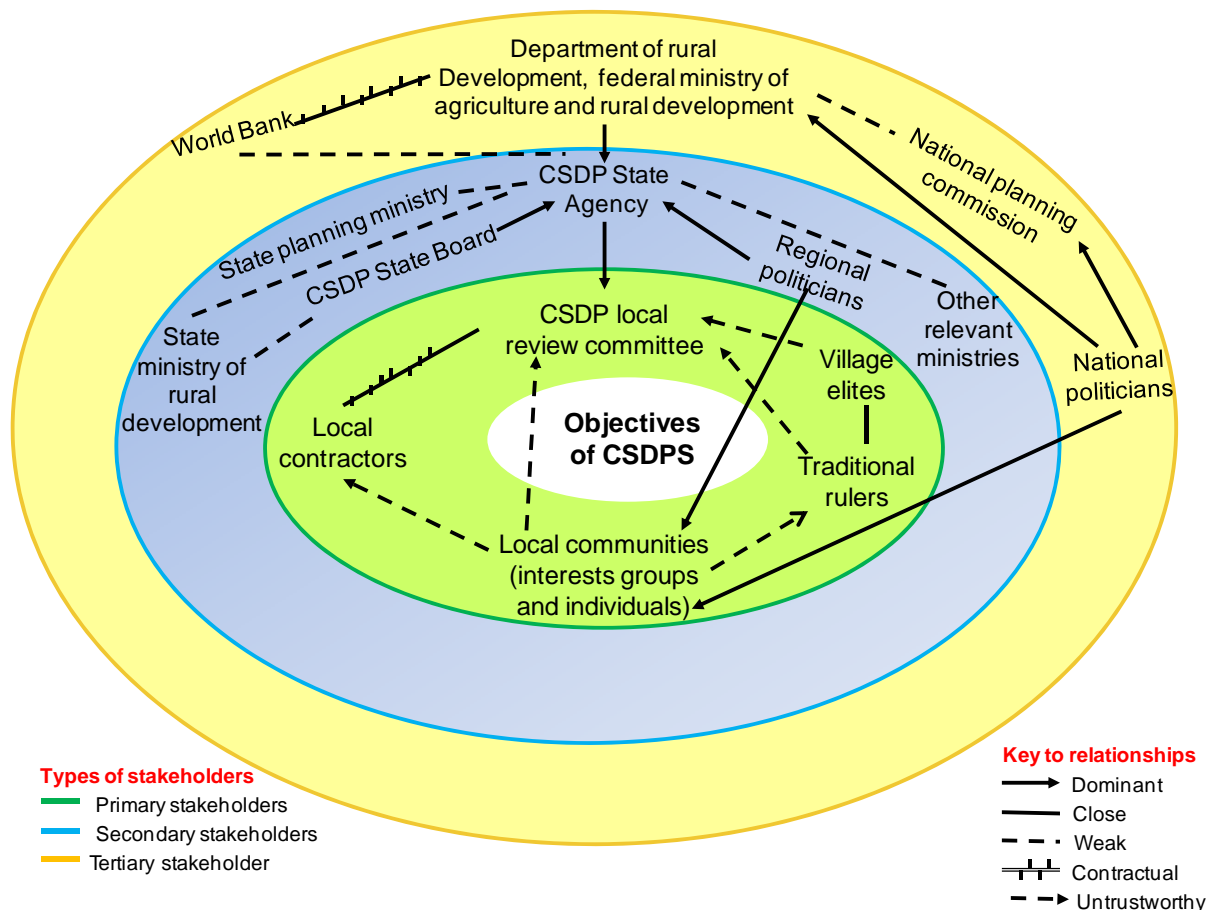 Department of rural
Development, federal ministry of
agriculture and rural development
World Bank
National planning
commission
CSDP State
Agency
State planning ministry
CSDP State Board
Regional
politicians
State
ministry of
rural
development
Other
relevant
ministries
National
politicians
CSDP local
review committee
Village
elites
Local
contractors
Objectives
of CSDPS
Traditional
rulers
Local communities
(interests groups
and individuals)
Types of stakeholders
Primary stakeholders
Secondary stakeholders
Tertiary stakeholder
Key to relationships
Dominant
Close
Weak
Contractual
Untrustworthy